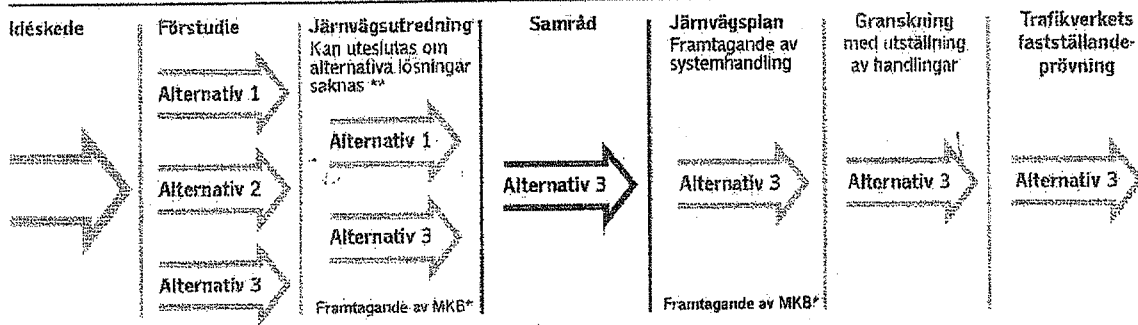 Idéskede
Förstudie
Alternativ 1
Alternativ 2
Alternativ 3
Järnvägsutredning
Kan uteslutas om
alternativa lösningar
saknas **
Alternativ 1
Alternativ 3
Framtagande av MKB*
Samråd
Alternativ 3
Järnvägsplan
Framtagande av
systemhandling
Alternativ 3
Framtagande av MKB*
Granskning
med utställning
av handlingar
Alternativ 3
Trafikverkets
fastställande-
prövning
Alternativ 3